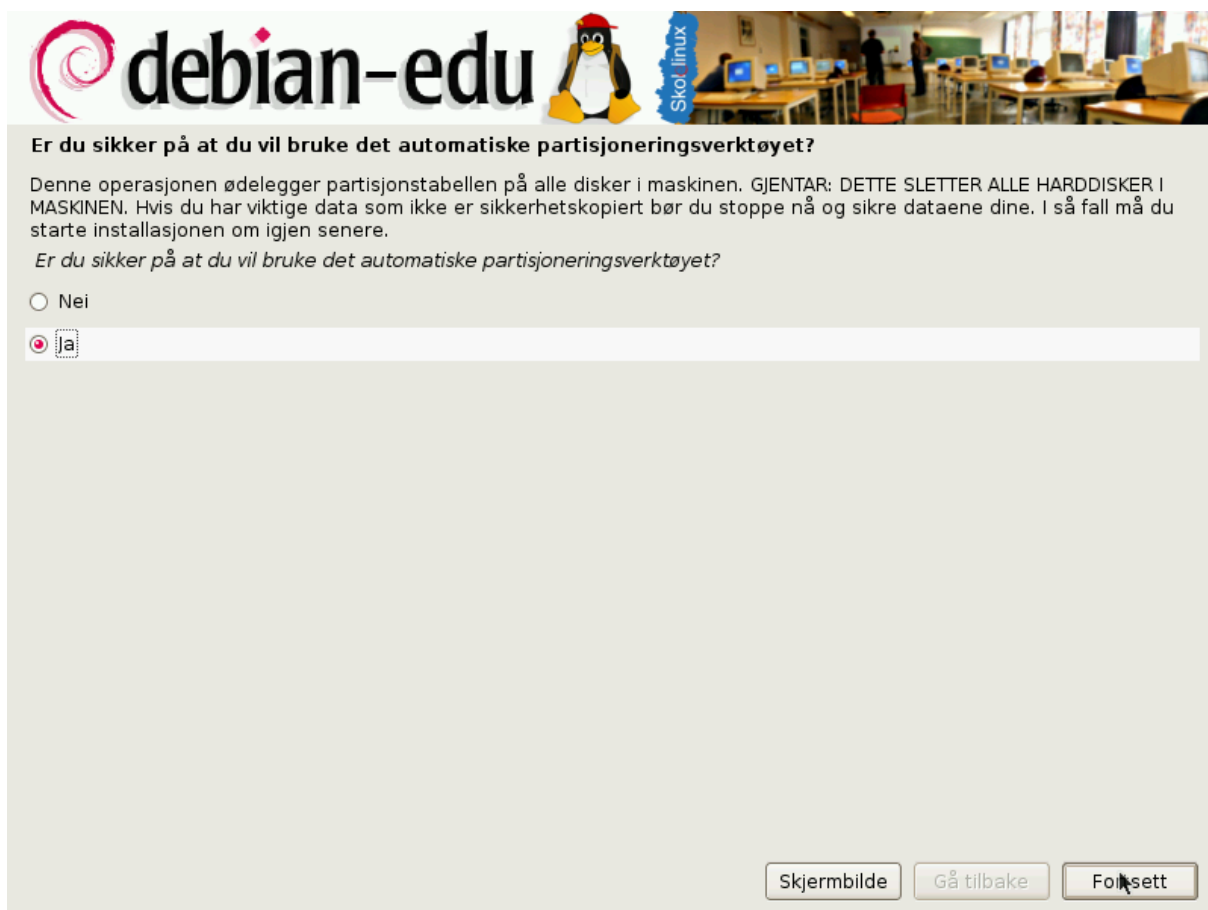 debian-edu
Skolelinux
Er du sikker på at du vil bruke det automatiske partisjoneringsverktøyet?
Denne operasjonen ødelegger partisjonstabellen på alle disker i maskinen. GJENTAR: DETTE SLETTER ALLE HARDDISKER I
MASKINEN. Hvis du har viktige data som ikke er sikkerhetskopiert bør du stoppe nå og sikre dataene dine. I så fall må du
starte installasjonen om igjen senere.
Er du sikker på at du vil bruke det automatiske partisjoneringsverktøyet?
Nei
Ja
Skjermbilde
Gå tilbake
Fortsett